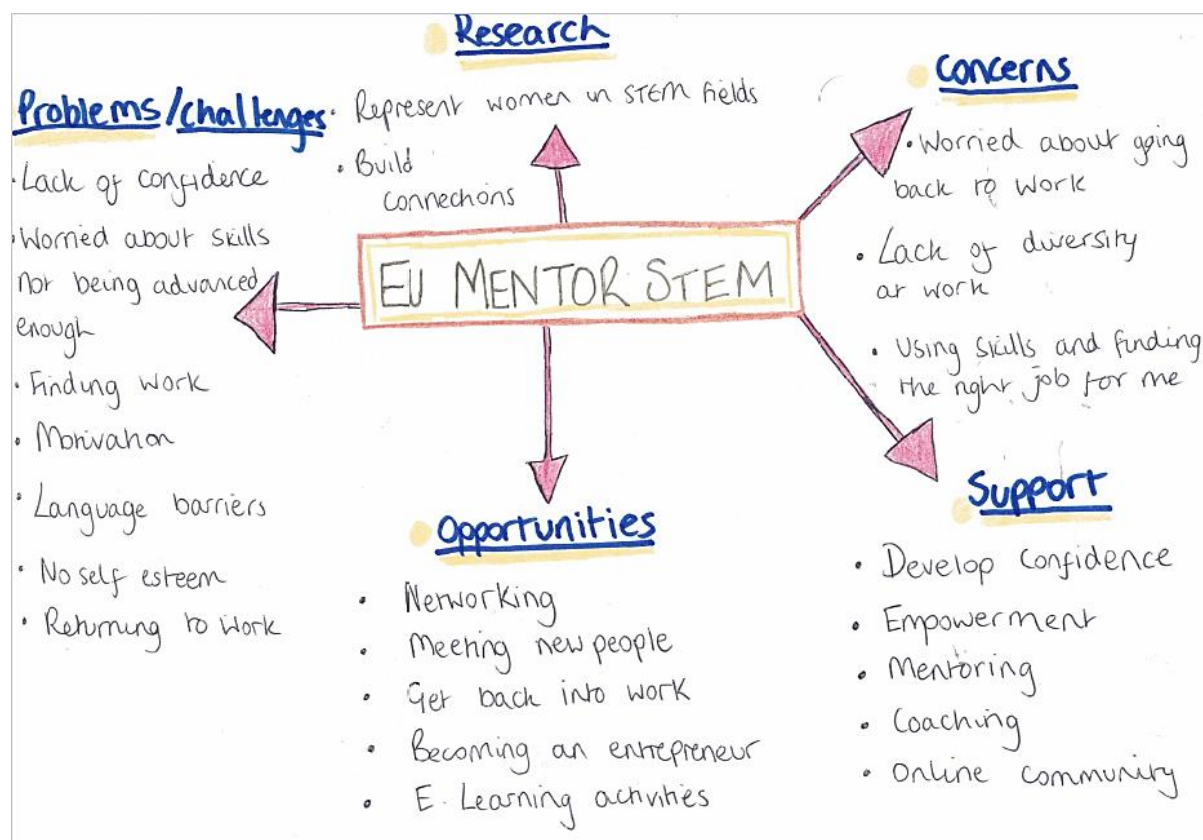 Research
• Represent women in STEM fields
• Build
connections
Problems/challenges
• Lack of confidence
• Worried about skills
not being advanced
enough
• Finding work
• Motivation
• Language barriers
• No self esteem
• Returning to work
EU MENTOR STEM
Concerns
• Worried about going
back to work
• Lack of diversity
at work
• Using skills and finding
the right job for me
Opportunities
• Networking
• Meeting new people
• Get back into work
• Becoming an entrepreneur
• E. Learning activities
Support
• Develop confidence
• Empowerment
• Mentoring
• Coaching
• Online community